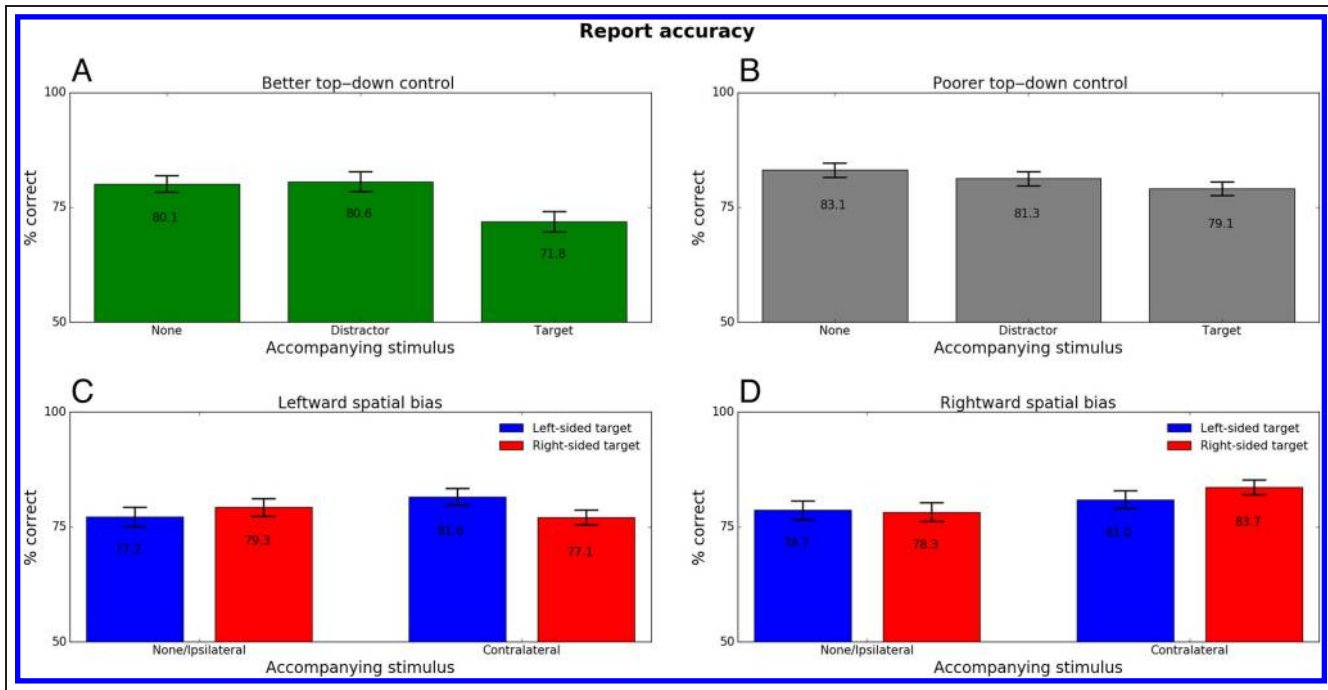 Report accuracy
A
Better top–down control
100
75
50
% correct
80.1
80.6
71.8
None Distractor Target
Accompanying stimulus
B
Poorer top–down control
100
75
50
% correct
83.1
81.3
79.1
None Distractor Target
Accompanying stimulus
C
Leftward spatial bias
100
75
50
% correct
Left-sided target
Right-sided target
77.2
79.3
81.6
77.1
None/Ipsilateral Contralateral
Accompanying stimulus
D
Rightward spatial bias
100
75
50
% correct
Left-sided target
Right-sided target
78.7
78.3
81.0
83.7
None/Ipsilateral Contralateral
Accompanying stimulus